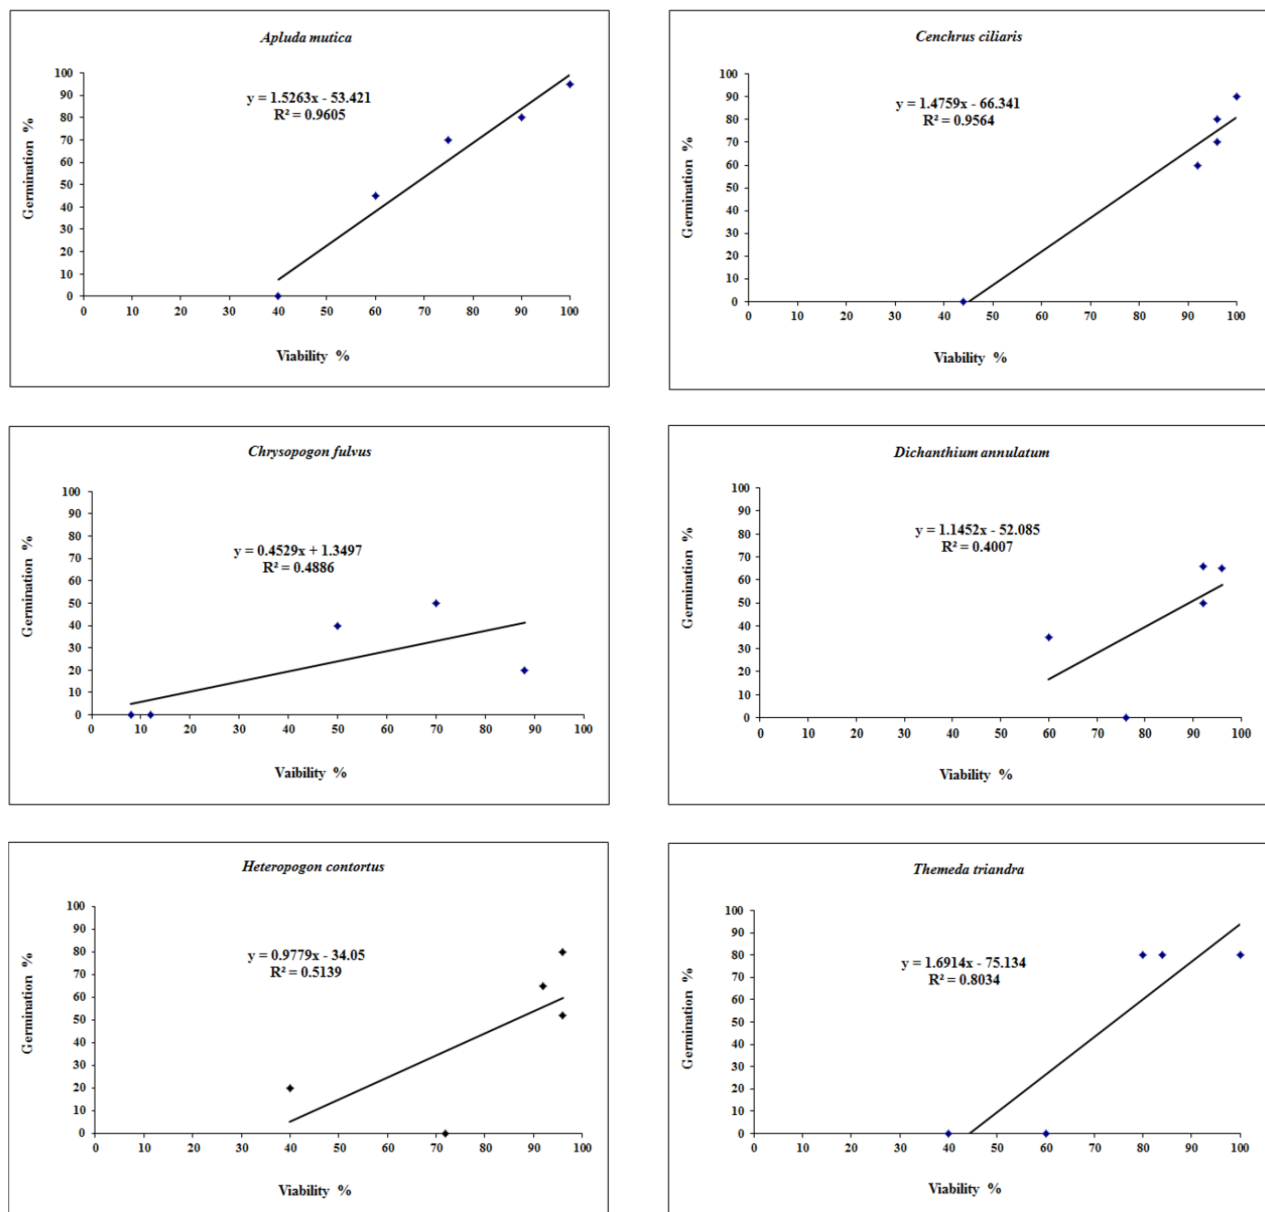 Apluda mutica
y = 1.5263x - 53.421
R² = 0.9605
Germination %
100
90
80
70
60
50
40
30
20
10
0
0 10 20 30 40 50 60 70 80 90 100
Viability %
Cenchrus ciliaris
y = 1.4759x - 66.341
R² = 0.9564
Germination %
100
90
80
70
60
50
40
30
20
10
0
0 10 20 30 40 50 60 70 80 90 100
Viability %
Chrysopogon fulvus
y = 0.4529x + 1.3497
R² = 0.4886
Germination %
100
90
80
70
60
50
40
30
20
10
0
0 10 20 30 40 50 60 70 80 90 100
Vaibility %
Dichanthium annulatum
y = 1.1452x - 52.085
R² = 0.4007
Germination %
100
90
80
70
60
50
40
30
20
10
0
0 10 20 30 40 50 60 70 80 90 100
Viability %
Heteropogon contortus
y = 0.9779x - 34.05
R² = 0.5139
Germination %
100
90
80
70
60
50
40
30
20
10
0
0 10 20 30 40 50 60 70 80 90 100
Viability %
Themeda triandra
y = 1.6914x - 75.134
R² = 0.8034
Germination %
100
90
80
70
60
50
40
30
20
10
0
0 10 20 30 40 50 60 70 80 90 100
Viability %